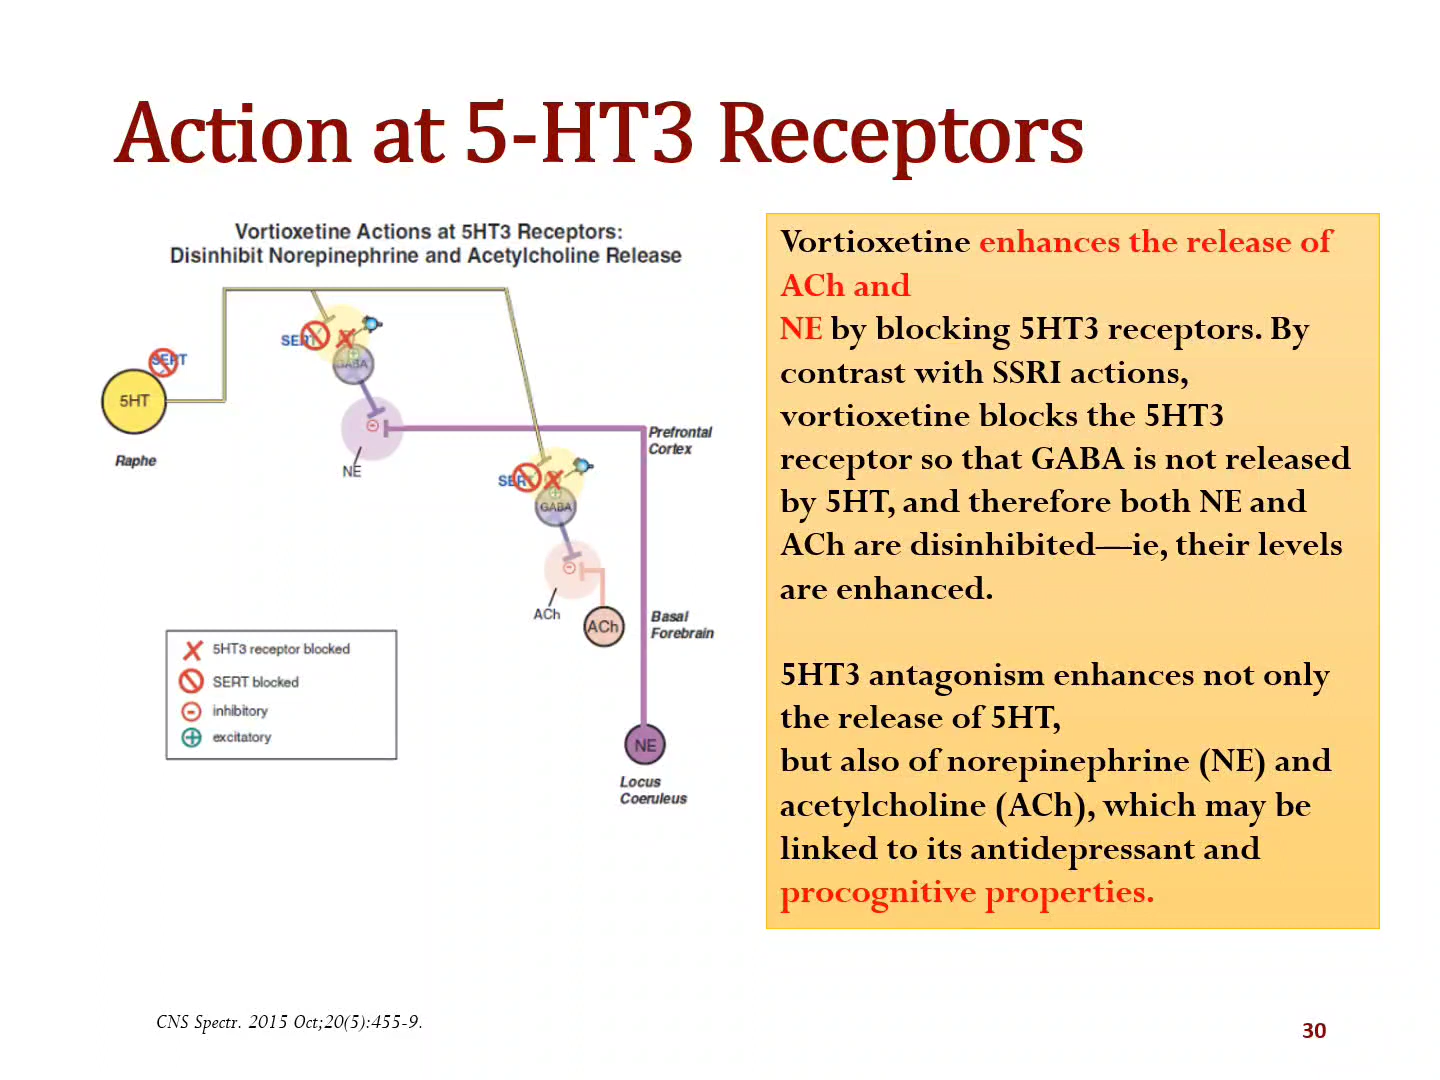 Action at 5-HT3 Receptors
Vortioxetine Actions at 5HT3 Receptors:
Disinhibit Norepinephrine and Acetylcholine Release
SERT
SERT
GABA
5HT
Raphe
NE
Prefrontal
Cortex
SERT
GABA
ACh
ACh
Basal
Forebrain
5HT3 receptor blocked
SERT blocked
inhibitory
excitatory
NE
Locus
Coeruleus
Vortioxetine enhances the release of
ACh and
NE by blocking 5HT3 receptors. By
contrast with SSRI actions,
vortioxetine blocks the 5HT3
receptor so that GABA is not released
by 5HT, and therefore both NE and
ACh are disinhibited—ie, their levels
are enhanced.
5HT3 antagonism enhances not only
the release of 5HT,
but also of norepinephrine (NE) and
acetylcholine (ACh), which may be
linked to its antidepressant and
procognitive properties.
CNS Spectr. 2015 Oct;20(5):455-9.
30